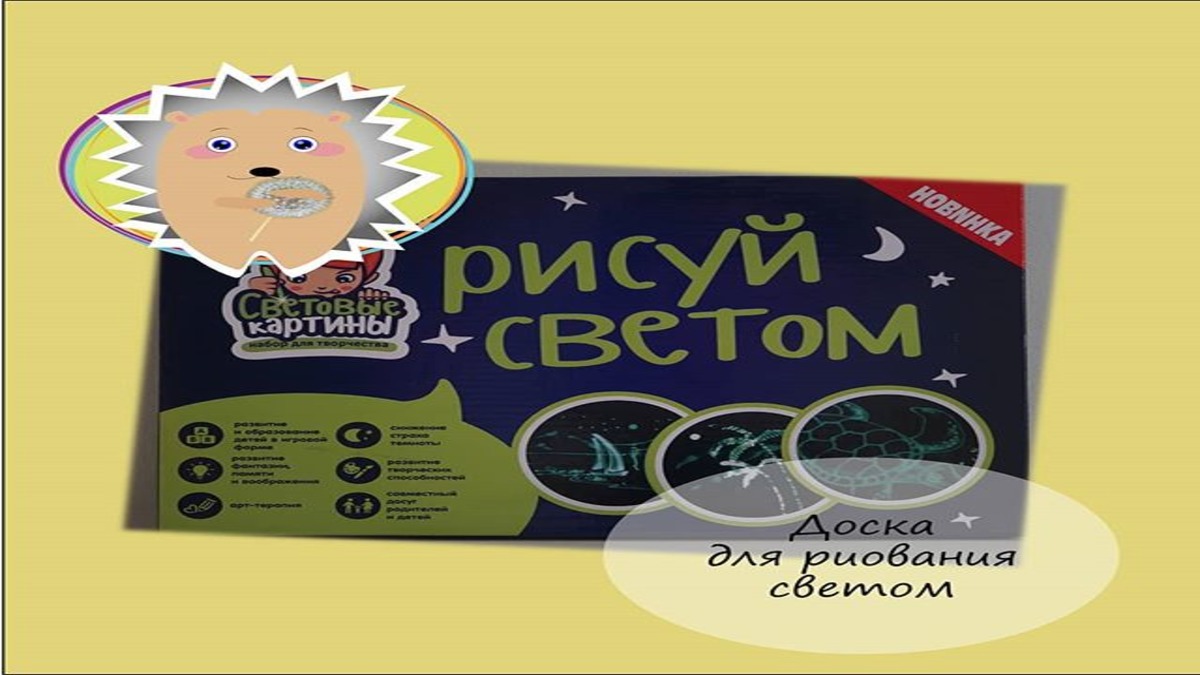 НОВИНКА
Рисуй
светом
Световые
картины
набор для творчества
развитие
и образование
детей в игровой
форме
развитие
фантазии,
памяти
и воображения
арт-терапия
снижение
страха
темноты
развитие
творческих
способностей
совместный
досуг
родителей
и детей
Доска
для риования
светом